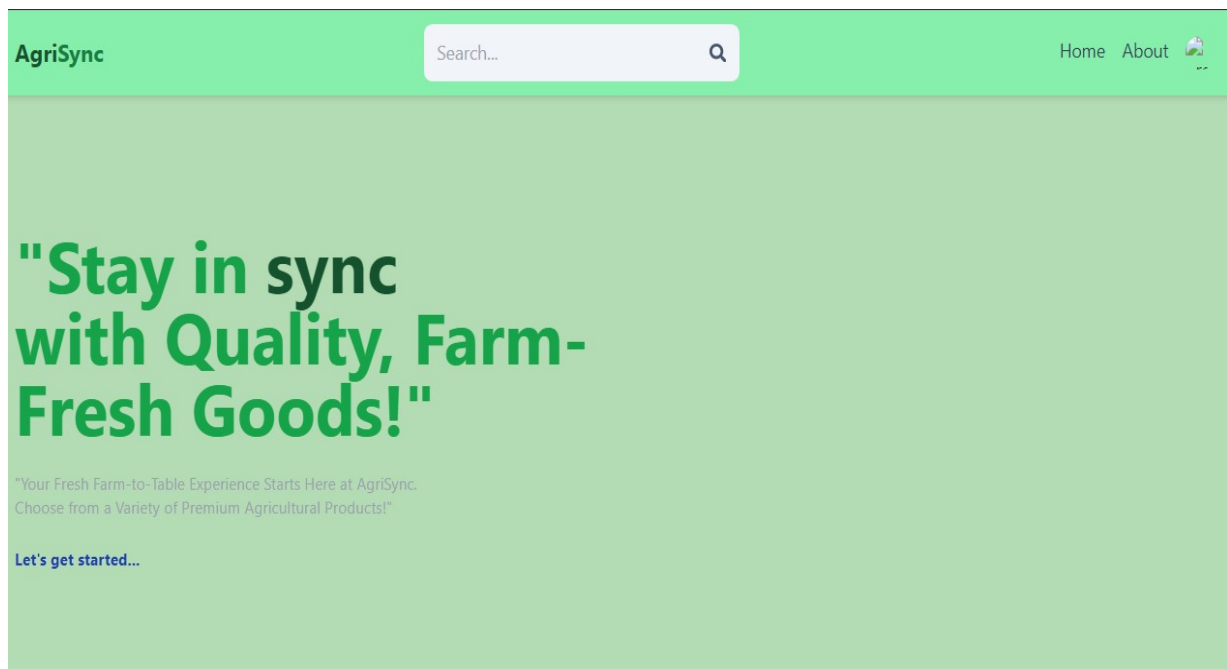 AgriSync
Search...
Home About
"Stay in sync
with Quality, Farm-
Fresh Goods!"
"Your Fresh Farm-to-Table Experience Starts Here at AgriSync.
Choose from a Variety of Premium Agricultural Products!"
Let's get started...